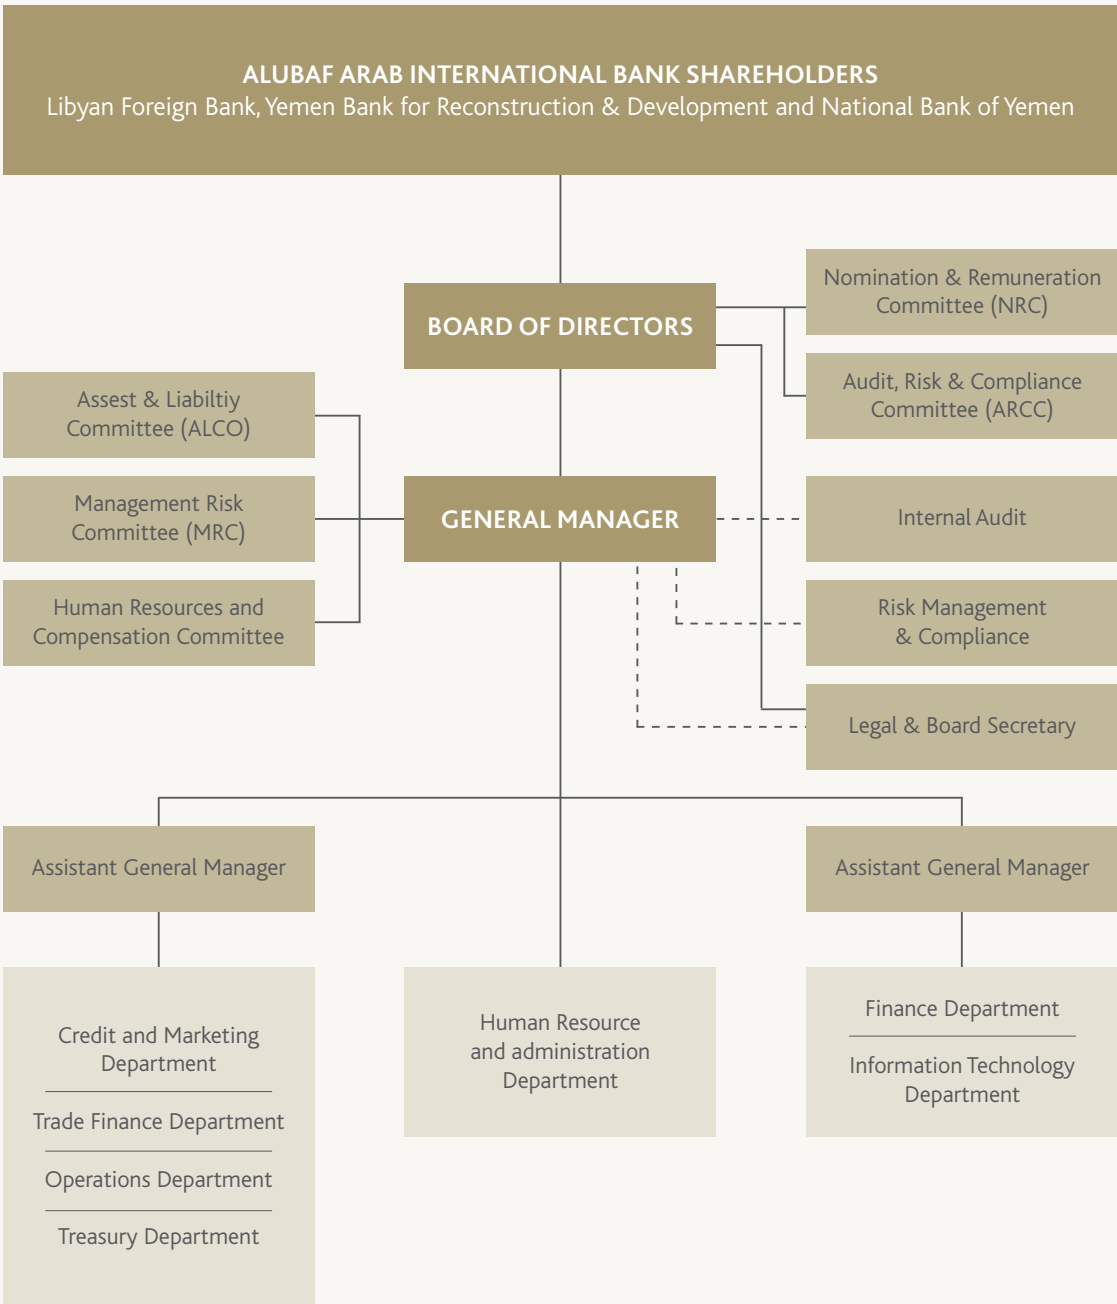 ALUBAF ARAB INTERNATIONAL BANK SHAREHOLDERS
Libyan Foreign Bank, Yemen Bank for Reconstruction & Development and National Bank of Yemen
BOARD OF DIRECTORS
Nomination & Remuneration
Committee (NRC)
Audit, Risk & Compliance
Committee (ARCC)
Assest & Liabiltiy
Committee (ALCO)
Management Risk
Committee (MRC)
Human Resources and
Compensation Committee
GENERAL MANAGER
Internal Audit
Risk Management
& Compliance
Legal & Board Secretary
Assistant General Manager
Assistant General Manager
Credit and Marketing
Department
Trade Finance Department
Operations Department
Treasury Department
Human Resource
and administration
Department
Finance Department
Information Technology
Department